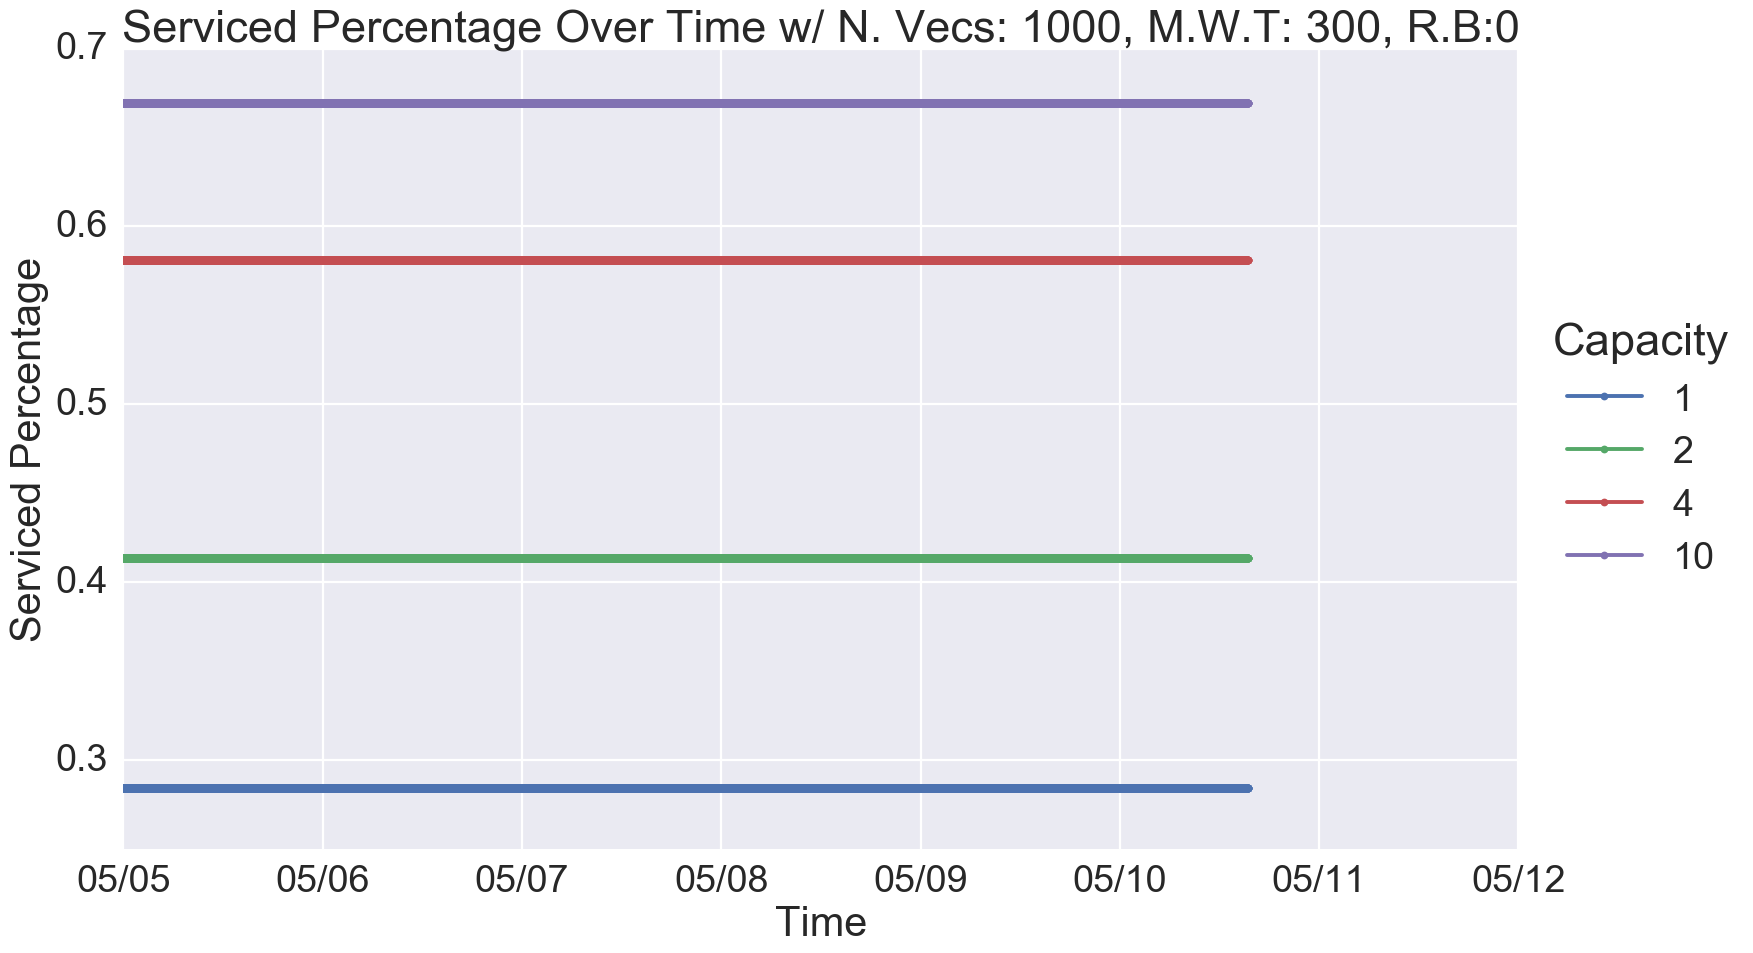 Serviced Percentage Over Time w/ N. Vecs: 1000, M.W.T: 300, R.B:0
0.7
0.6
0.5
0.4
0.3
Serviced Percentage
05/05 05/06 05/07 05/08 05/09 05/10 05/11 05/12
Time
Capacity
1
2
4
10